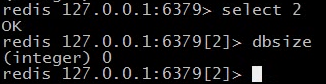 redis 127.0.0.1:6379> select 2
OK
redis 127.0.0.1:6379[2]> dbsize
(integer) 0
redis 127.0.0.1:6379[2]>